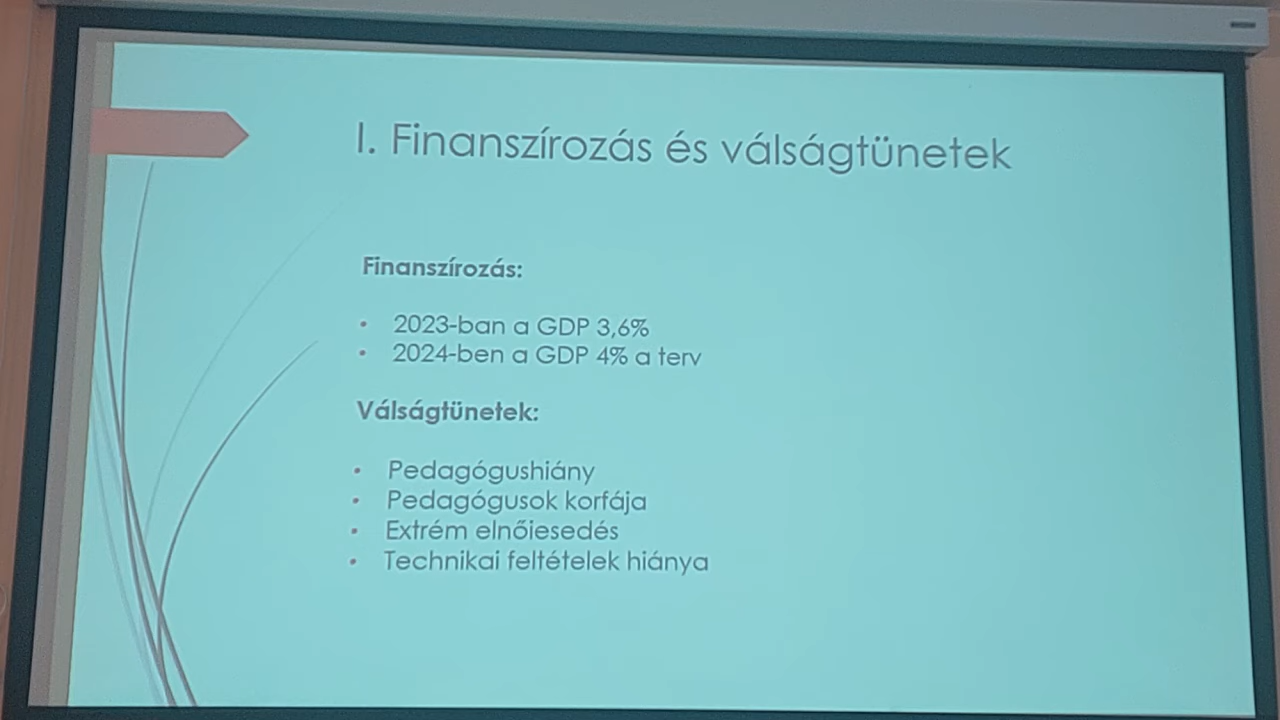 I. Finanszírozás és válságtünetek
Finanszírozás:
• 2023-ban a GDP 3,6%
• 2024-ben a GDP 4% a terv
Válságtünetek:
• Pedagógushiány
• Pedagógusok korfája
• Extrém elnőiesedés
• Technikai feltételek hiánya